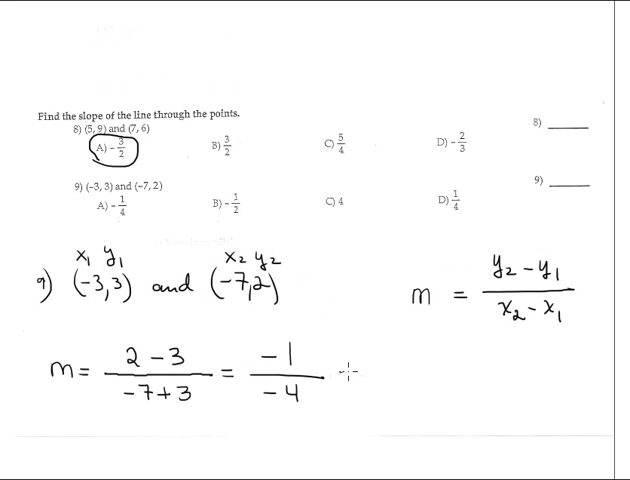 Find the slope of the line through the points.
8) (5, 9) and (7, 6) 8) ______
A) -3/2 B) 3/2 C) 5/4 D) -2/3
9) (-3, 3) and (-7, 2) 9) ______
A) -1/4 B) -1/2 C) 4 D) 1/4
x₁ y₁ x₂ y₂
9) (-3, 3) and (-7, 2)
m = (y₂ - y₁)/(x₂ - x₁)
m = (2 - 3)/(-7 + 3) = -1/-4